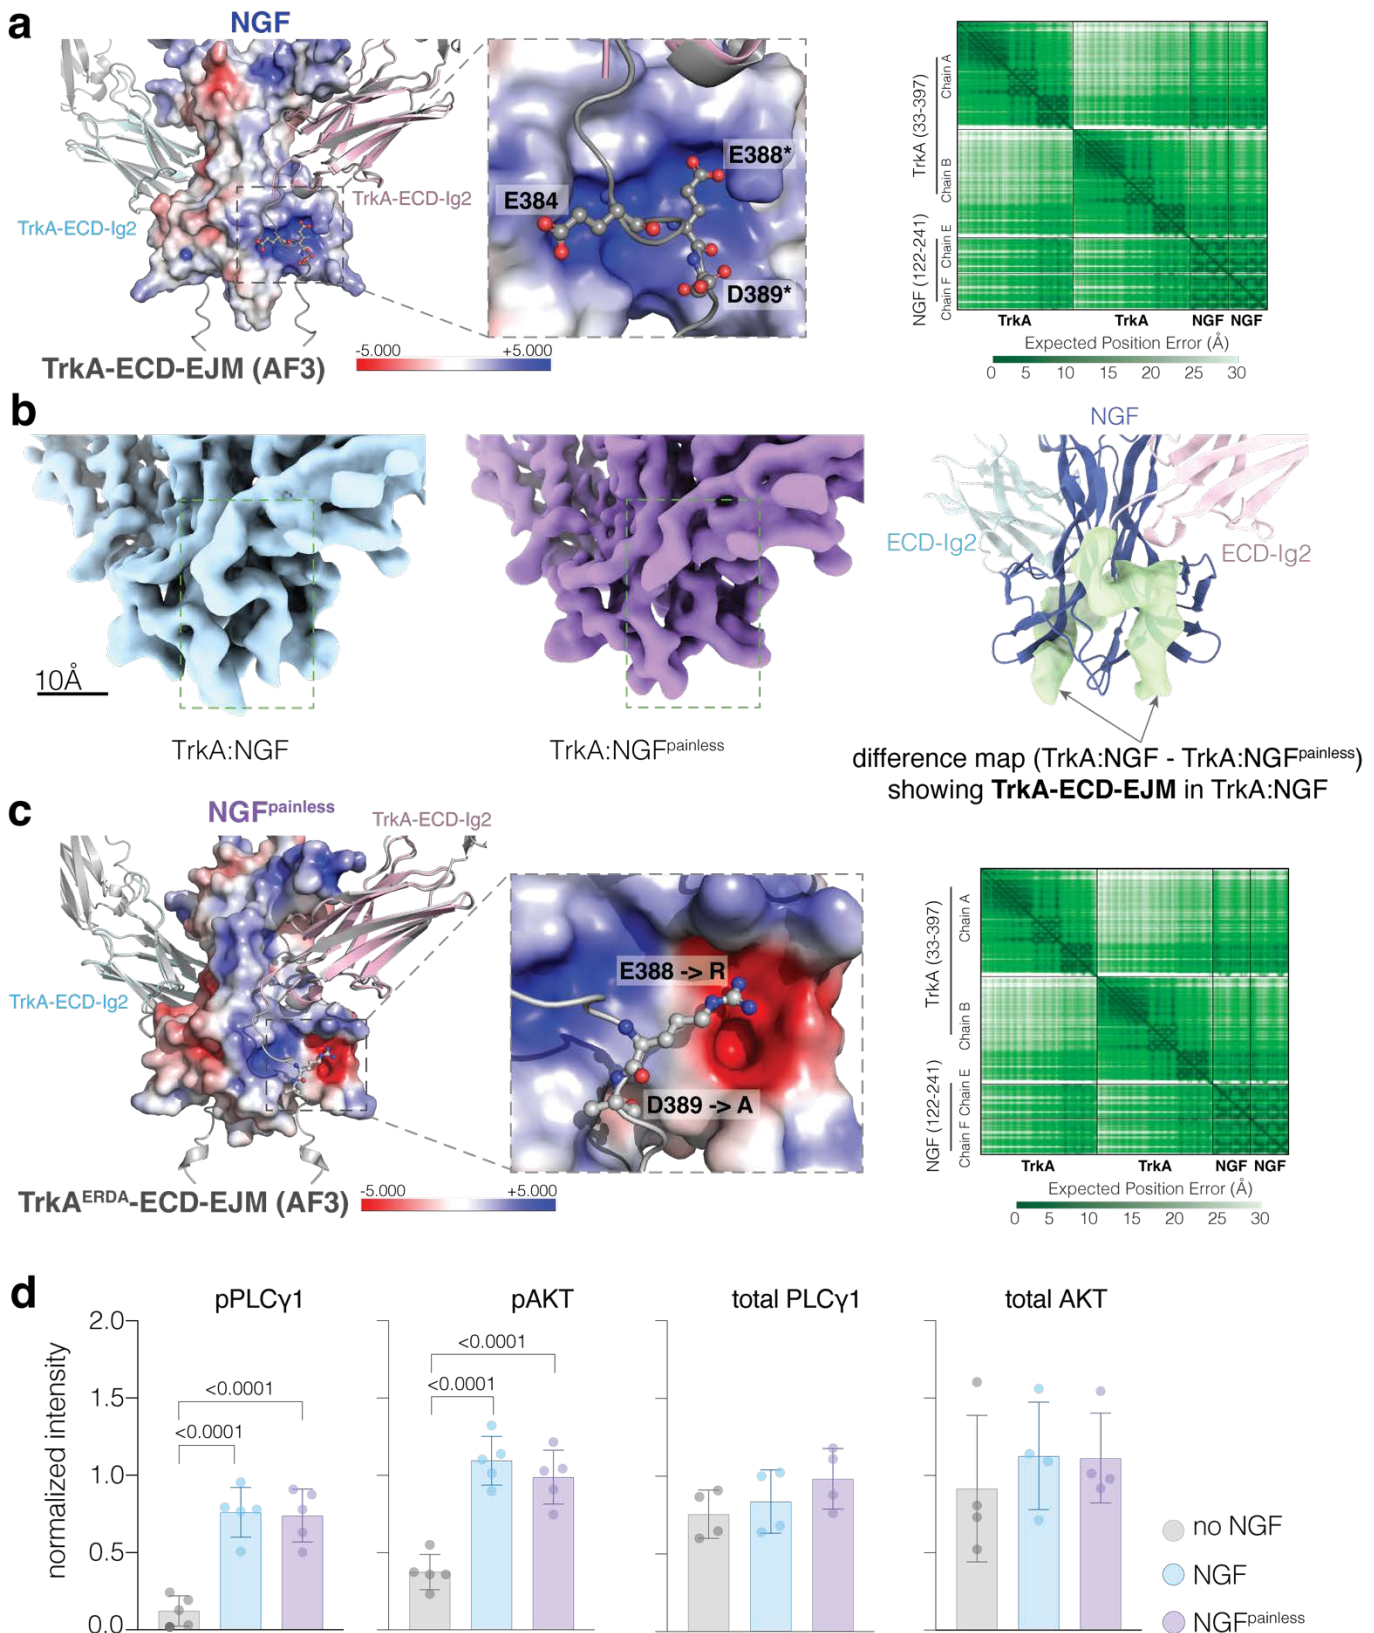 a
NGF
TrkA-ECD-Ig2
TrkA-ECD-Ig2
TrkA-ECD-EJM (AF3)
-5.000 +5.000
E384
E388*
D389*
TrkA (33-397)
Chain A
Chain B
NGF (122-241)
Chain E
Chain F
TrkA TrkA NGF NGF
Expected Position Error (Å)
0 5 10 15 20 25 30
b
10Å
TrkA:NGF
TrkA:NGFpainless
NGF
ECD-Ig2
ECD-Ig2
difference map (TrkA:NGF - TrkA:NGFpainless)
showing TrkA-ECD-EJM in TrkA:NGF
c
NGFpainless
TrkA-ECD-Ig2
TrkA-ECD-Ig2
TrkAERDA-ECD-EJM (AF3)
-5.000 +5.000
E388 -> R
D389 -> A
TrkA (33-397)
Chain A
Chain B
NGF (122-241)
Chain E
Chain F
TrkA TrkA NGF NGF
Expected Position Error (Å)
0 5 10 15 20 25 30
d
normalized intensity
2.0
1.5
1.0
0.5
0.0
pPLCγ1
<0.0001
<0.0001
pAKT
<0.0001
<0.0001
total PLCγ1
total AKT
no NGF
NGF
NGFpainless